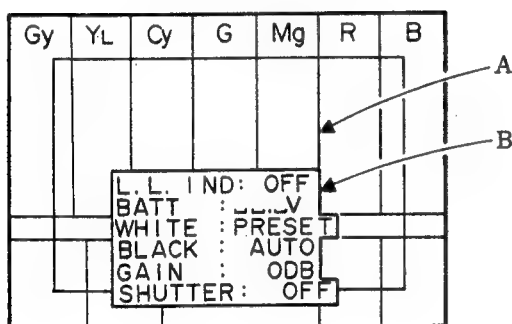 Gy YL Cy G Mg R B
A
B
L.L. IND: OFF
BATT :
WHITE : PRESET
BLACK : AUTO
GAIN : ODB
SHUTTER: OFF